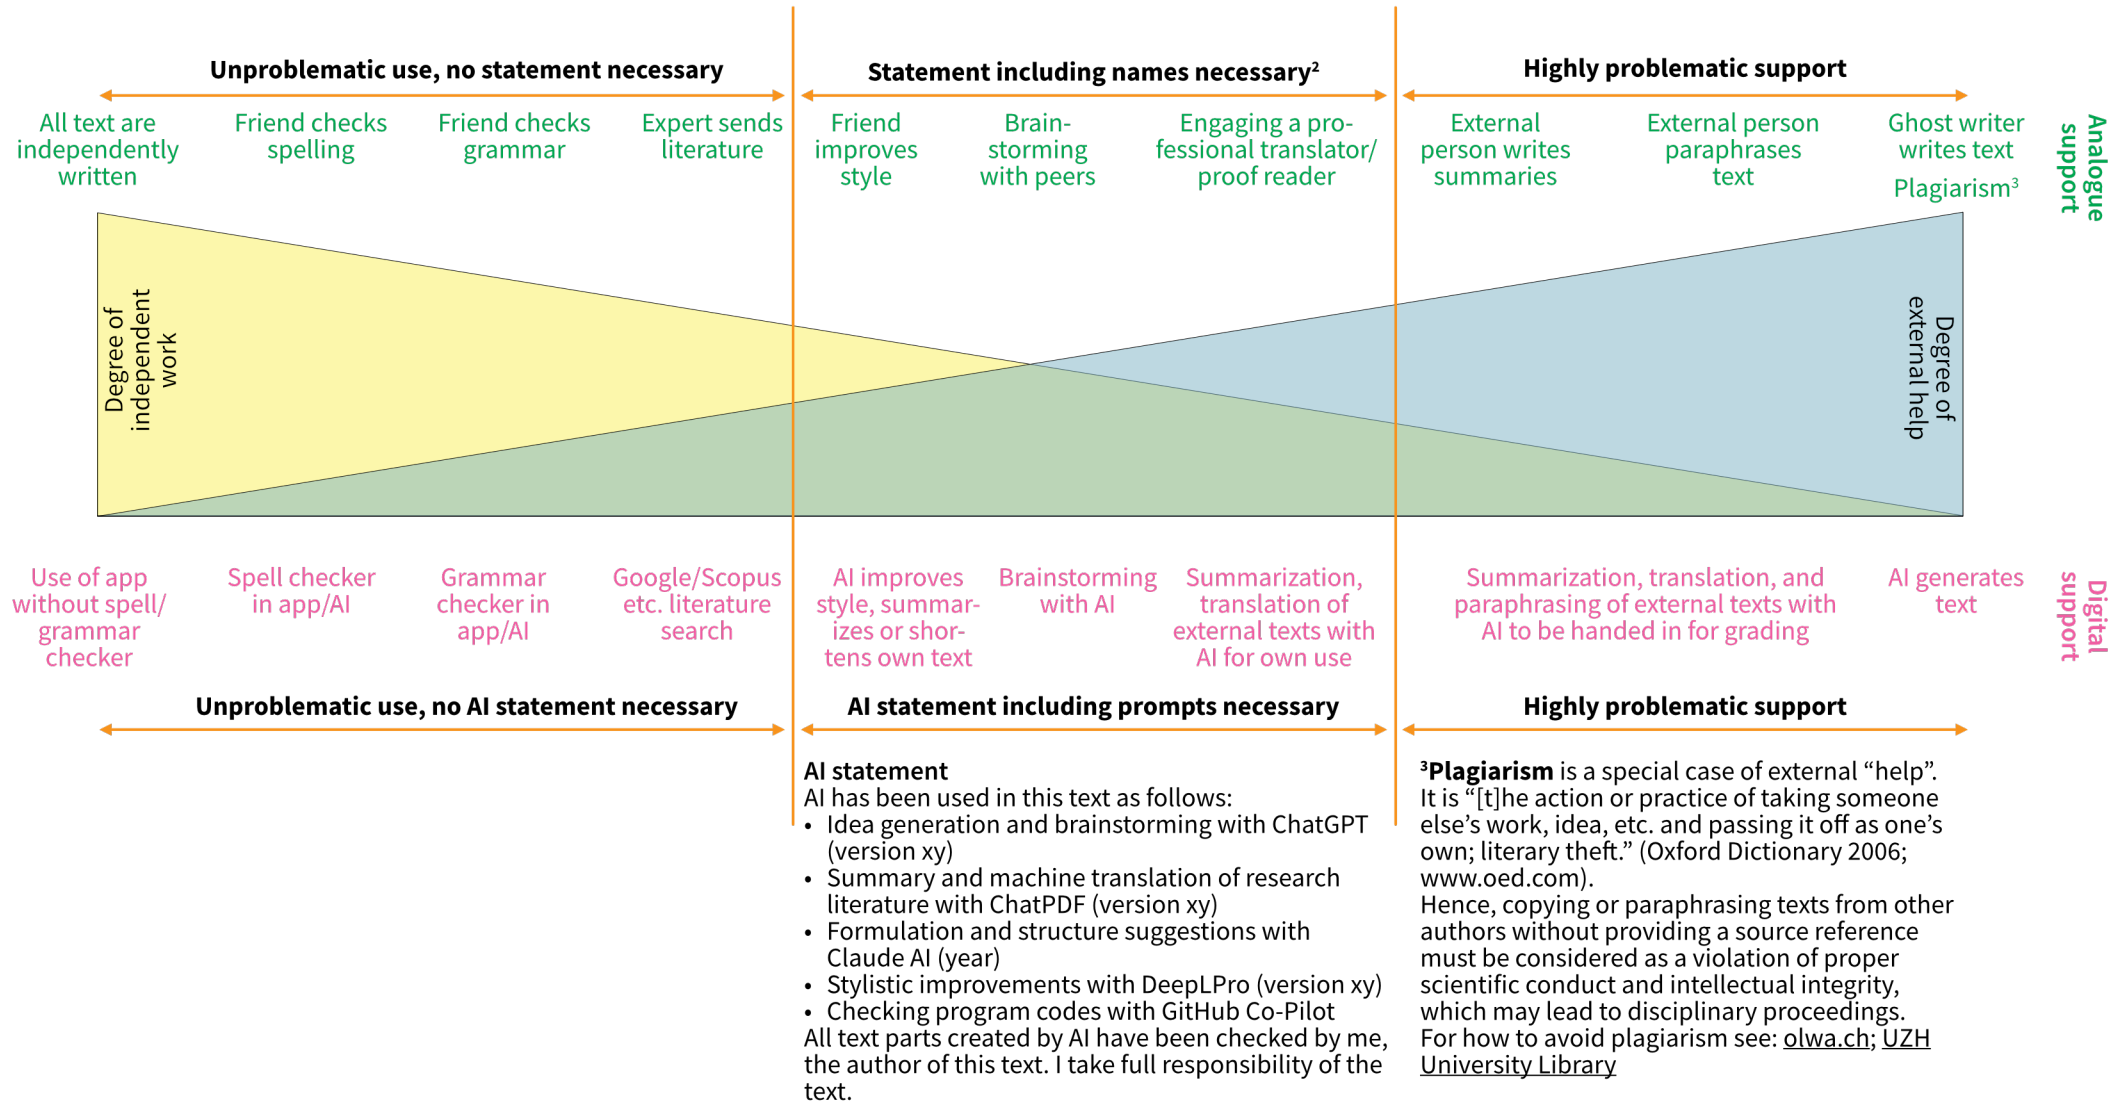 Unproblematic use, no statement necessary
Statement including names necessary²
Highly problematic support
All text are
independently
written
Friend checks
spelling
Friend checks
grammar
Expert sends
literature
Friend
improves
style
Brain-
storming
with peers
Engaging a pro-
fessional translator/
proof reader
External
person writes
summaries
External person
paraphrases
text
Ghost writer
writes text
Plagiarism³
Analogue
support
Degree of
independent
work
Degree of
external help
Use of app
without spell/
grammar
checker
Spell checker
in app/AI
Grammar
checker in
app/AI
Google/Scopus
etc. literature
search
AI improves
style, summar-
izes or shor-
tens own text
Brainstorming
with AI
Summarization,
translation of
external texts with
AI for own use
Summarization, translation, and
paraphrasing of external texts with
AI to be handed in for grading
AI generates
text
Digital
support
Unproblematic use, no AI statement necessary
AI statement including prompts necessary
Highly problematic support
AI statement
AI has been used in this text as follows:
• Idea generation and brainstorming with ChatGPT
(version xy)
• Summary and machine translation of research
literature with ChatPDF (version xy)
• Formulation and structure suggestions with
Claude AI (year)
• Stylistic improvements with DeepLPro (version xy)
• Checking program codes with GitHub Co-Pilot
All text parts created by AI have been checked by me,
the author of this text. I take full responsibility of the
text.
³Plagiarism is a special case of external “help”.
It is “[t]he action or practice of taking someone
else’s work, idea, etc. and passing it off as one’s
own; literary theft.” (Oxford Dictionary 2006;
www.oed.com).
Hence, copying or paraphrasing texts from other
authors without providing a source reference
must be considered as a violation of proper
scientific conduct and intellectual integrity,
which may lead to disciplinary proceedings.
For how to avoid plagiarism see: olwa.ch; UZH
University Library